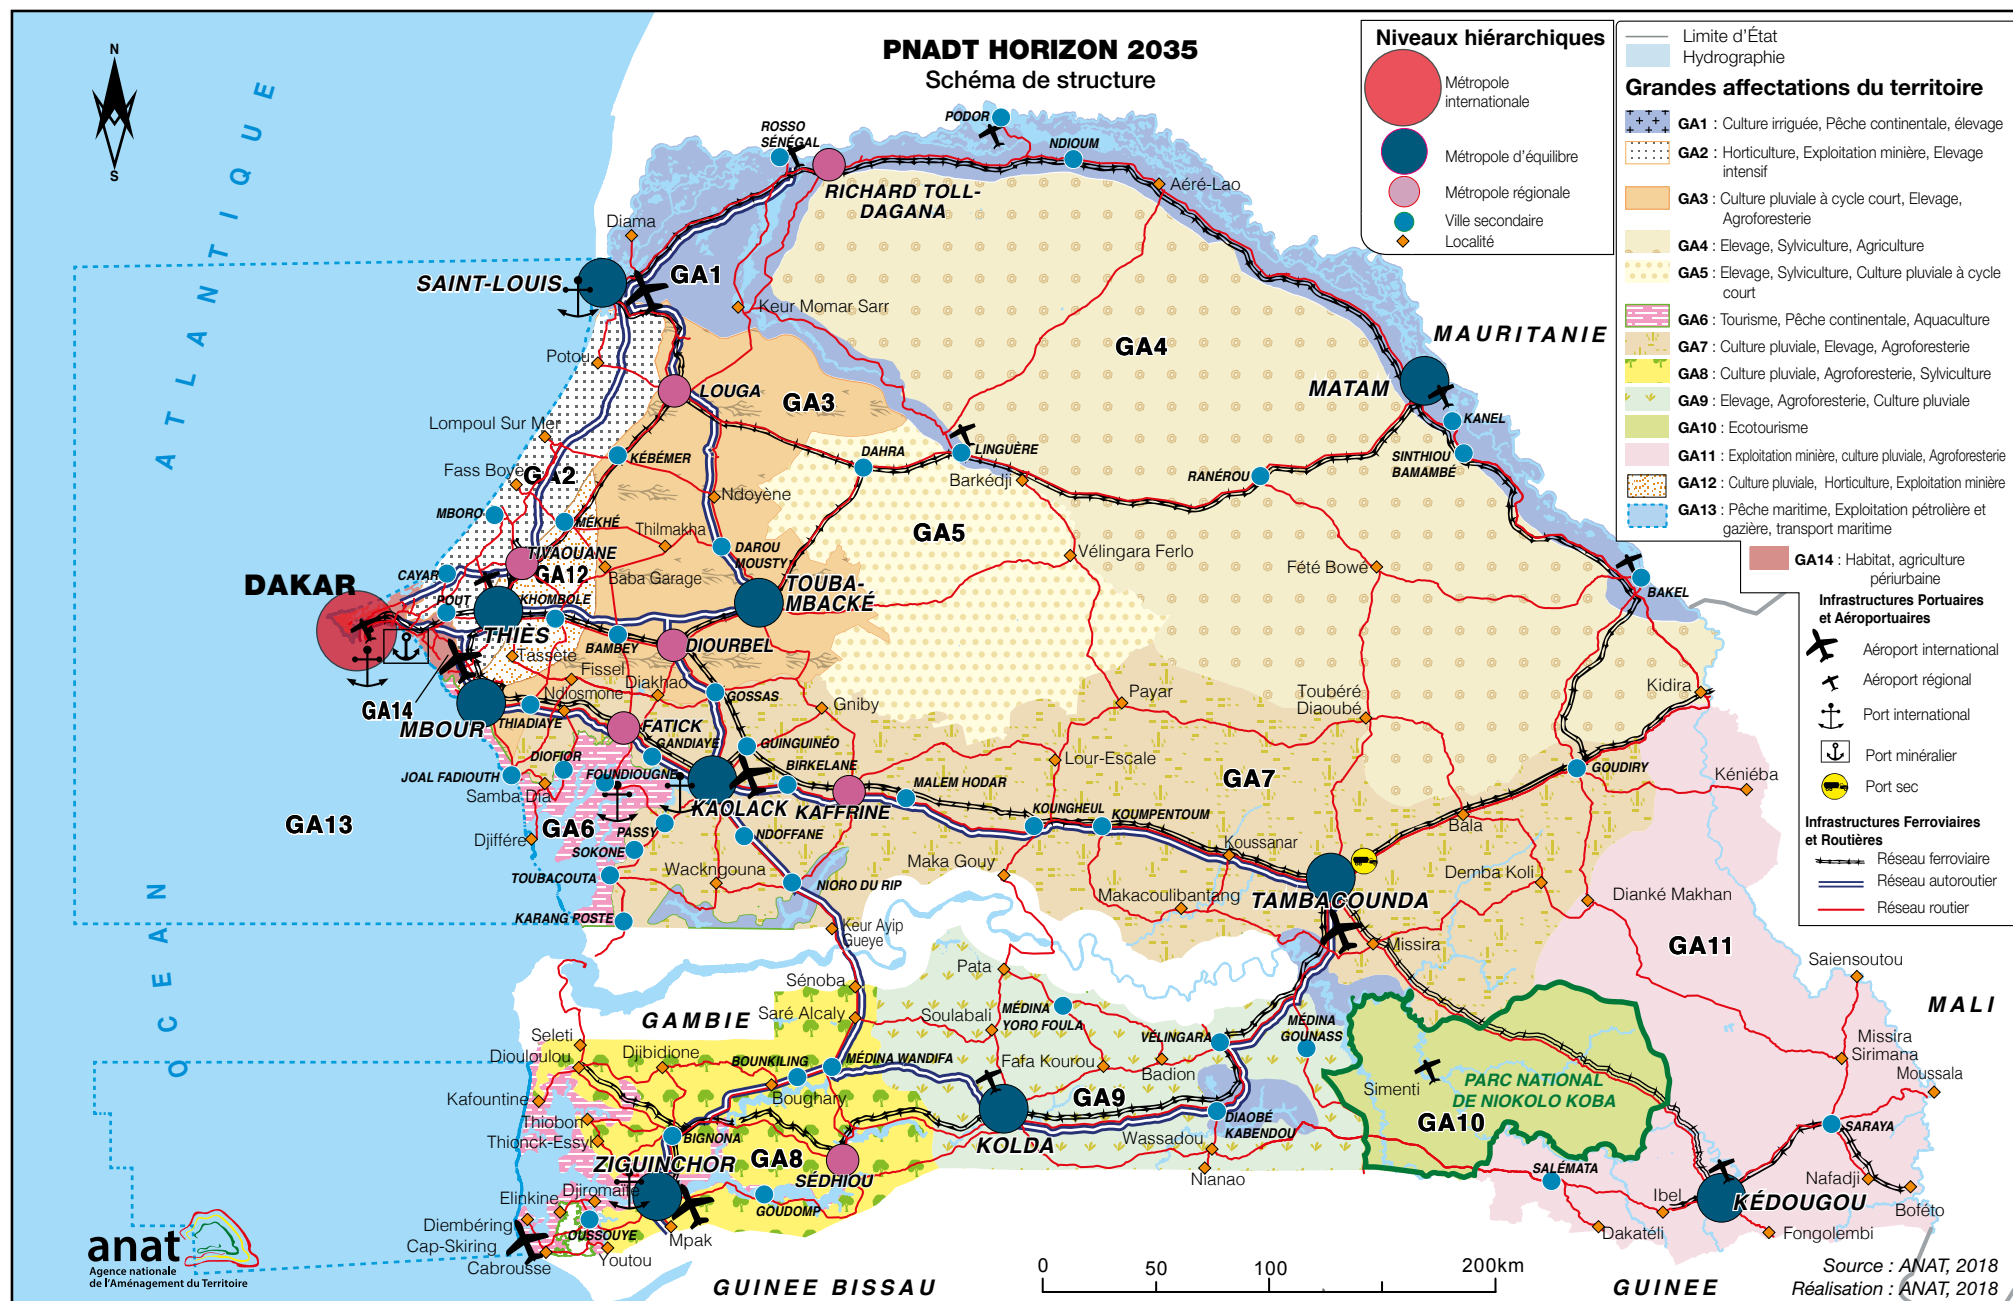 PNADT HORIZON 2035
Schéma de structure
N
S
Niveaux hiérarchiques
Métropole
internationale
Métropole d'équilibre
Métropole régionale
Ville secondaire
Localité
Limite d'État
Hydrographie
Grandes affectations du territoire
GA1 : Culture irriguée, Pêche continentale, élevage
GA2 : Horticulture, Exploitation minière, Elevage
intensif
GA3 : Culture pluviale à cycle court, Elevage,
Agroforesterie
GA4 : Elevage, Sylviculture, Agriculture
GA5 : Elevage, Sylviculture, Culture pluviale à cycle
court
GA6 : Tourisme, Pêche continentale, Aquaculture
GA7 : Culture pluviale, Elevage, Agroforesterie
GA8 : Culture pluviale, Agroforesterie, Sylviculture
GA9 : Elevage, Agroforesterie, Culture pluviale
GA10 : Ecotourisme
GA11 : Exploitation minière, culture pluviale, Agroforesterie
GA12 : Culture pluviale, Horticulture, Exploitation minière
GA13 : Pêche maritime, Exploitation pétrolière et
gazière, transport maritime
GA14 : Habitat, agriculture
périurbaine
Infrastructures Portuaires
et Aéroportuaires
Aéroport international
Aéroport régional
Port international
Port minéralier
Port sec
Infrastructures Ferroviaires
et Routières
Réseau ferroviaire
Réseau autoroutier
Réseau routier
OCEAN ATLANTIQUE
PODOR
ROSSO
SÉNÉGAL
NDIOUM
RICHARD TOLL-
DAGANA
Aéré-Lao
Diama
SAINT-LOUIS
GA1
Keur Momar Sarr
MAURITANIE
GA4
Potou
LOUGA
GA3
MATAM
KANEL
Lompoul Sur Mer
KÉBÉMER
DAHRA
LINGUÈRE
SINTHIOU
BAMAMBÉ
Fass Boye
GA2
Barkédji
RANÉROU
Ndoyène
MBORO
MÉKHÉ
Thilmakha
GA5
DAROU
MOUSTY
TIVAOUANE
Vélingara Ferlo
Fété Bowé
GA12
CAYAR
Baba Garage
DAKAR
TOUBA-
MBACKÉ
BAKEL
POUT
KHOMBOLE
THIÈS
BAMBEY
DIOURBEL
Tassète
Fissel
Diakhao
GOSSAS
Ndiosmone
Gniby
Payar
Toubéré
Diaoubé
Kidira
GA14
MBOUR
THIADIAYE
FATICK
GANDIAYE
GUINGUINÉO
DIOFIOR
BIRKELANE
Lour-Escale
GA7
GOUDIRY
Kéniéba
JOAL FADIOUTH
FOUNDIOUGNE
MALEM HODAR
Samba Dia
KAOLACK
KAFFRINE
KOUNGHEUL
KOUMPENTOUM
Bala
GA13
GA6
PASSY
NDOFFANE
Djifféré
SOKONE
Koussanar
Maka Gouy
Wackngouna
TOUBACOUTA
NIORO DU RIP
Demba Koli
Makacoulibantang
TAMBACOUNDA
Dianké Makhan
KARANG POSTE
Keur Ayip
Gueye
Missira
GA11
Pata
Saiensoutou
Sénoba
MÉDINA
YORO FOULA
MALI
GAMBIE
Saré Alcaly
Soulabali
MÉDINA
GOUNASS
VÉLINGARA
Seleti
Missira
Sirimana
Diouloulou
Djibidione
BOUNKILING
MÉDINA WANDIFA
Fafa Kourou
Badion
Moussala
Simenti
PARC NATIONAL
DE NIOKOLO KOBA
Kafountine
Boughary
GA9
GA10
Thiobon
DIAOBÉ
KABENDOU
SARAYA
Thionck-Essyl
BIGNONA
KOLDA
Wassadou
ZIGUINCHOR
GA8
SÉDHIOU
Nianao
SALÉMATA
Nafadji
Elinkine
Djiromaïte
Ibel
KÉDOUGOU
Boféto
Diembéring
GOUDOMP
OUSSOUYE
Mpak
Dakatéli
Fongolembi
Cap-Skiring
Youtou
Cabrousse
GUINEE BISSAU
GUINEE
0 50 100 200km
anat
Agence nationale
de l'Aménagement du Territoire
Source : ANAT, 2018
Réalisation : ANAT, 2018